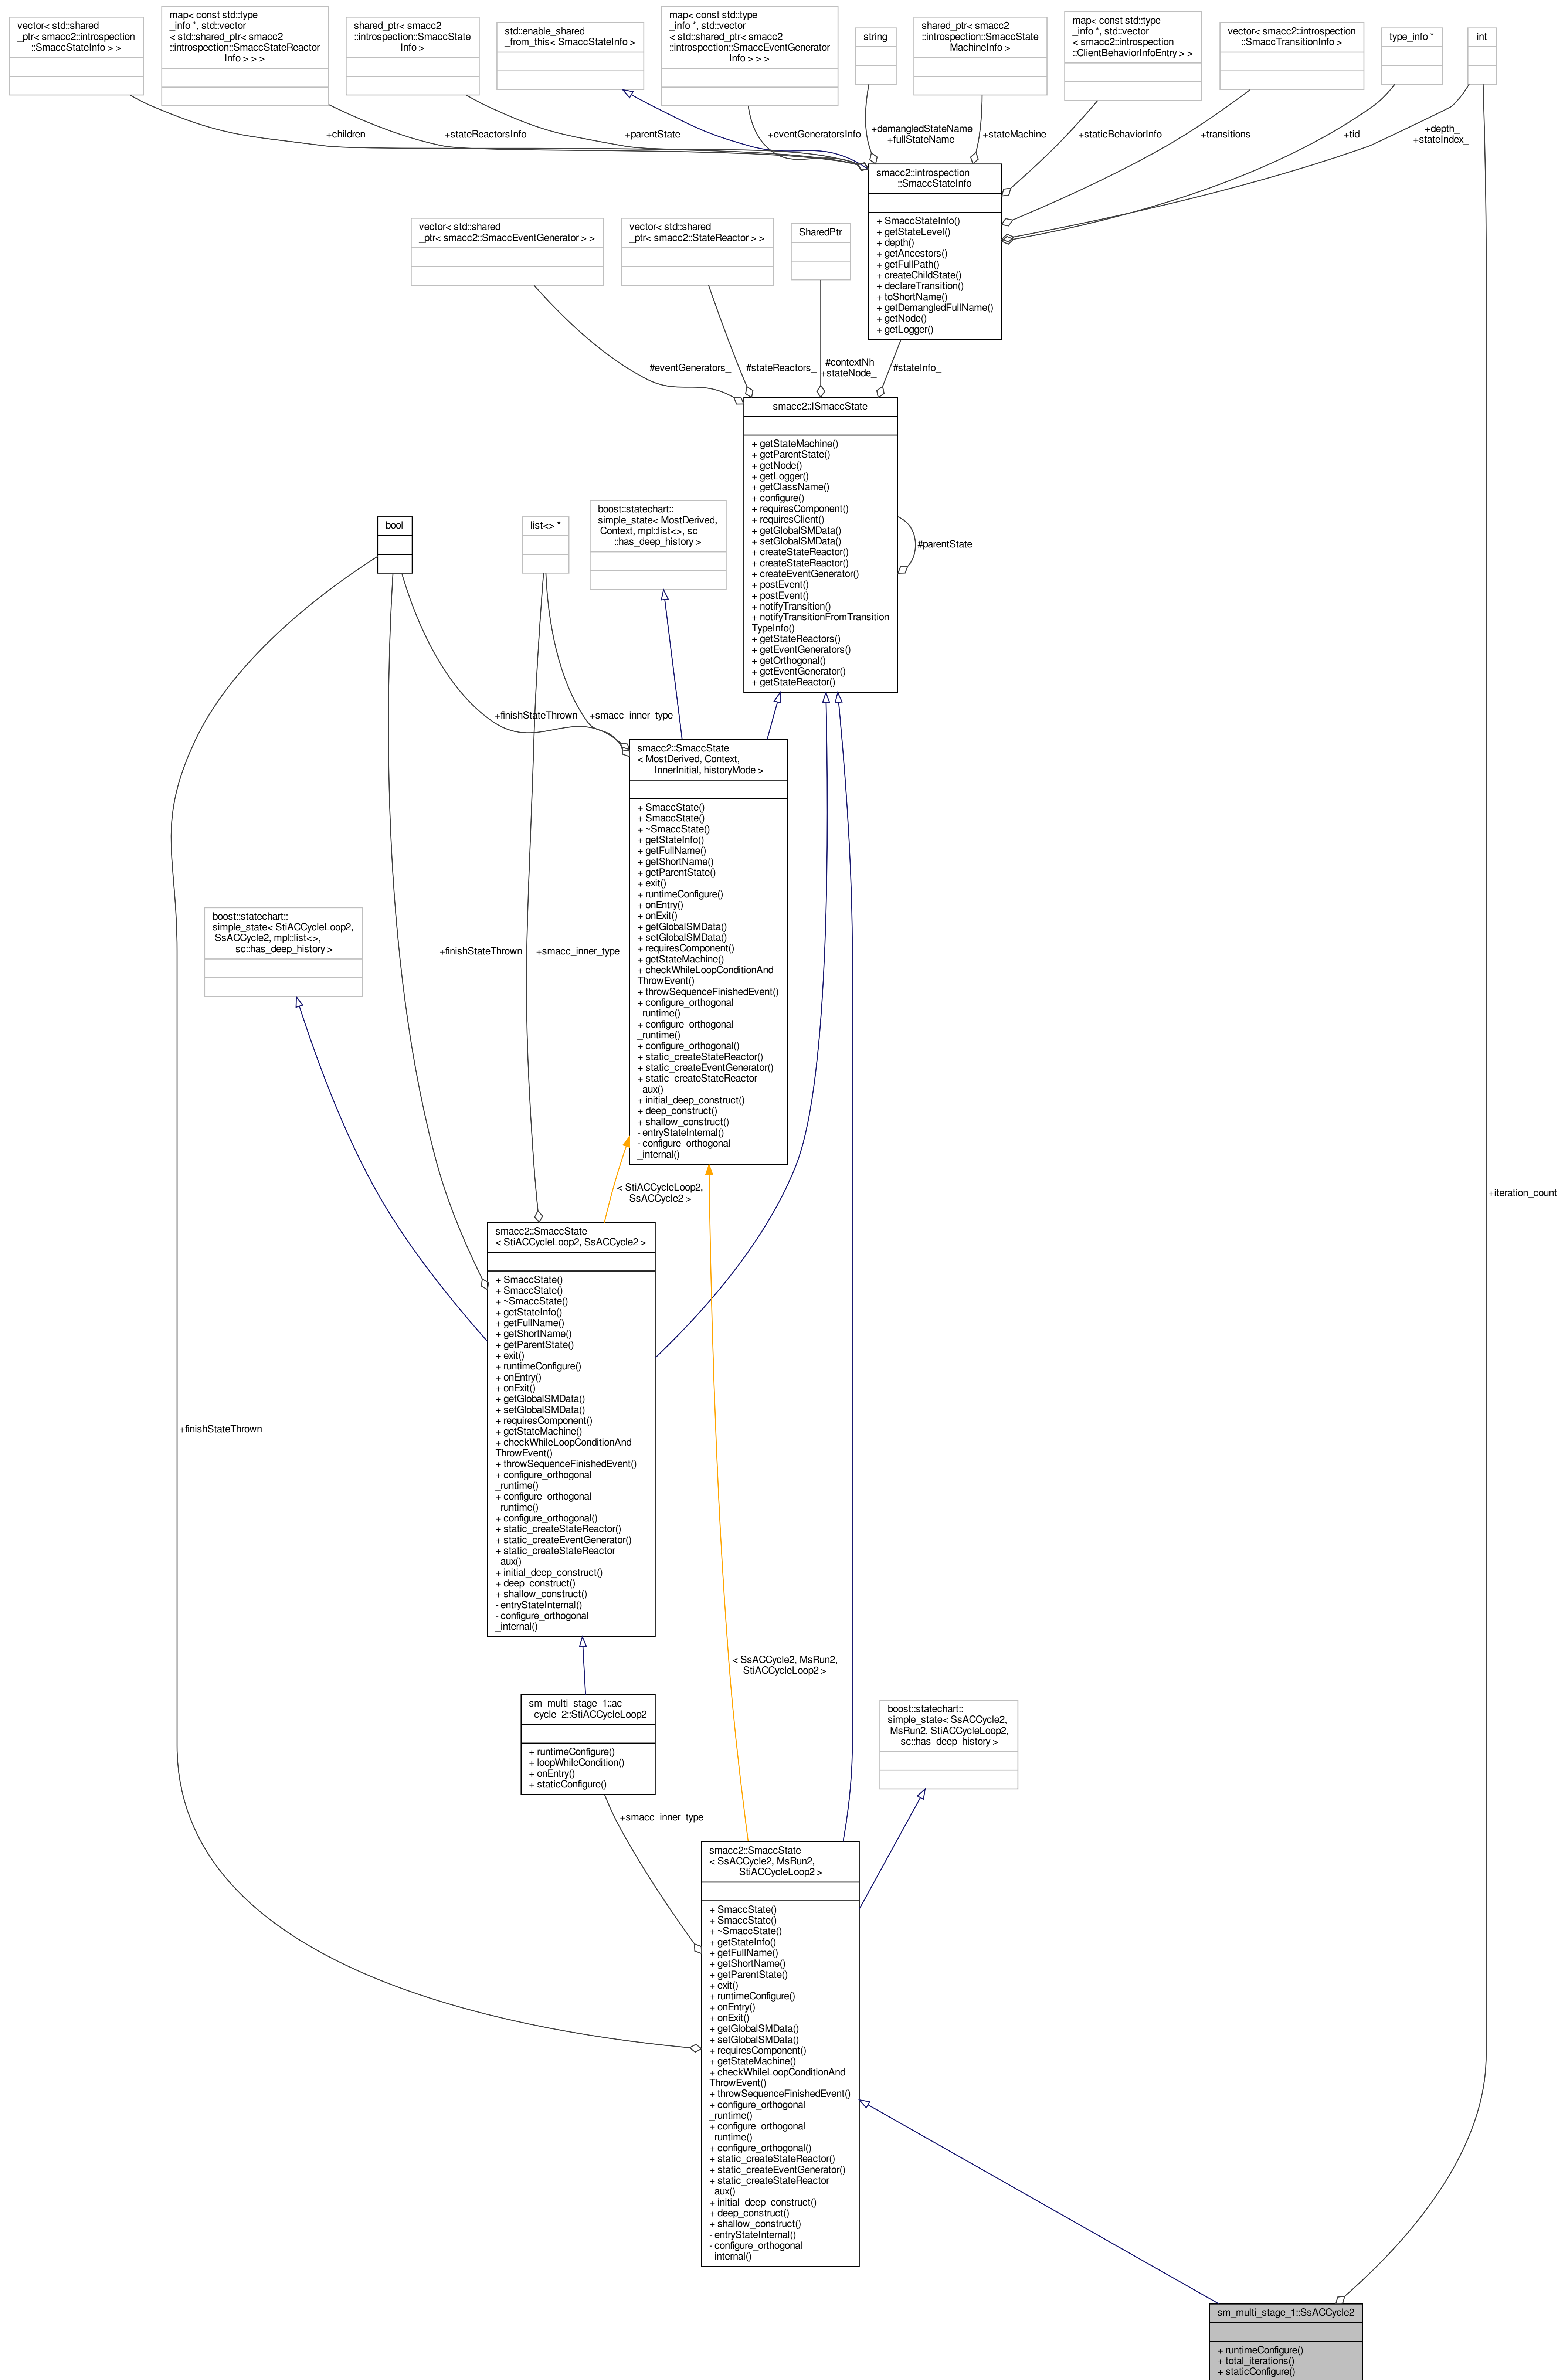 vector< std::shared
_ptr< smacc2::introspection
::SmaccStateInfo > >
map< const std::type
_info *, std::vector
< std::shared_ptr< smacc2
::introspection::SmaccStateReactor
Info > > >
shared_ptr< smacc2
::introspection::SmaccState
Info >
std::enable_shared
_from_this< SmaccStateInfo >
map< const std::type
_info *, std::vector
< std::shared_ptr< smacc2
::introspection::SmaccEventGenerator
Info > > >
string
shared_ptr< smacc2
::introspection::SmaccState
MachineInfo >
map< const std::type
_info *, std::vector
< smacc2::introspection
::ClientBehaviorInfoEntry > >
vector< smacc2::introspection
::SmaccTransitionInfo >
type_info *
int
+children_
+stateReactorsInfo
+parentState_
+eventGeneratorsInfo
+demangledStateName
+fullStateName
+stateMachine_
+staticBehaviorInfo
+transitions_
+tid_
+depth_
+stateIndex_
smacc2::introspection
::SmaccStateInfo
+ SmaccStateInfo()
+ getStateLevel()
+ depth()
+ getAncestors()
+ getFullPath()
+ createChildState()
+ declareTransition()
+ toShortName()
+ getDemangledFullName()
+ getNode()
+ getLogger()
vector< std::shared
_ptr< smacc2::SmaccEventGenerator > >
vector< std::shared
_ptr< smacc2::StateReactor > >
SharedPtr
#eventGenerators_
#stateReactors_
#contextNh
+stateNode_
#stateInfo_
smacc2::ISmaccState
+ getStateMachine()
+ getParentState()
+ getNode()
+ getLogger()
+ getClassName()
+ configure()
+ requiresComponent()
+ requiresClient()
+ getGlobalSMData()
+ setGlobalSMData()
+ createStateReactor()
+ createStateReactor()
+ createEventGenerator()
+ postEvent()
+ postEvent()
+ notifyTransition()
+ notifyTransitionFromTransition
TypeInfo()
+ getStateReactors()
+ getEventGenerators()
+ getOrthogonal()
+ getEventGenerator()
+ getStateReactor()
#parentState_
bool
list<> *
boost::statechart::
simple_state< MostDerived,
Context, mpl::list<>, sc
::has_deep_history >
+finishStateThrown
+smacc_inner_type
smacc2::SmaccState
< MostDerived, Context,
InnerInitial, historyMode >
+ SmaccState()
+ SmaccState()
+ ~SmaccState()
+ getStateInfo()
+ getFullName()
+ getShortName()
+ getParentState()
+ exit()
+ runtimeConfigure()
+ onEntry()
+ onExit()
+ getGlobalSMData()
+ setGlobalSMData()
+ requiresComponent()
+ getStateMachine()
+ checkWhileLoopConditionAnd
ThrowEvent()
+ throwSequenceFinishedEvent()
+ configure_orthogonal
_runtime()
+ configure_orthogonal
_runtime()
+ configure_orthogonal()
+ static_createStateReactor()
+ static_createEventGenerator()
+ static_createStateReactor
_aux()
+ initial_deep_construct()
+ deep_construct()
+ shallow_construct()
- entryStateInternal()
- configure_orthogonal
_internal()
boost::statechart::
simple_state< StiACCycleLoop2,
SsACCycle2, mpl::list<>,
sc::has_deep_history >
+finishStateThrown
+smacc_inner_type
< StiACCycleLoop2,
SsACCycle2 >
+iteration_count
smacc2::SmaccState
< StiACCycleLoop2, SsACCycle2 >
+ SmaccState()
+ SmaccState()
+ ~SmaccState()
+ getStateInfo()
+ getFullName()
+ getShortName()
+ getParentState()
+ exit()
+ runtimeConfigure()
+ onEntry()
+ onExit()
+ getGlobalSMData()
+ setGlobalSMData()
+ requiresComponent()
+ getStateMachine()
+ checkWhileLoopConditionAnd
ThrowEvent()
+ throwSequenceFinishedEvent()
+ configure_orthogonal
_runtime()
+ configure_orthogonal
_runtime()
+ configure_orthogonal()
+ static_createStateReactor()
+ static_createEventGenerator()
+ static_createStateReactor
_aux()
+ initial_deep_construct()
+ deep_construct()
+ shallow_construct()
- entryStateInternal()
- configure_orthogonal
_internal()
+finishStateThrown
< SsACCycle2, MsRun2,
StiACCycleLoop2 >
sm_multi_stage_1::ac
_cycle_2::StiACCycleLoop2
+ runtimeConfigure()
+ loopWhileCondition()
+ onEntry()
+ staticConfigure()
boost::statechart::
simple_state< SsACCycle2,
MsRun2, StiACCycleLoop2,
sc::has_deep_history >
+smacc_inner_type
smacc2::SmaccState
< SsACCycle2, MsRun2,
StiACCycleLoop2 >
+ SmaccState()
+ SmaccState()
+ ~SmaccState()
+ getStateInfo()
+ getFullName()
+ getShortName()
+ getParentState()
+ exit()
+ runtimeConfigure()
+ onEntry()
+ onExit()
+ getGlobalSMData()
+ setGlobalSMData()
+ requiresComponent()
+ getStateMachine()
+ checkWhileLoopConditionAnd
ThrowEvent()
+ throwSequenceFinishedEvent()
+ configure_orthogonal
_runtime()
+ configure_orthogonal
_runtime()
+ configure_orthogonal()
+ static_createStateReactor()
+ static_createEventGenerator()
+ static_createStateReactor
_aux()
+ initial_deep_construct()
+ deep_construct()
+ shallow_construct()
- entryStateInternal()
- configure_orthogonal
_internal()
sm_multi_stage_1::SsACCycle2
+ runtimeConfigure()
+ total_iterations()
+ staticConfigure()